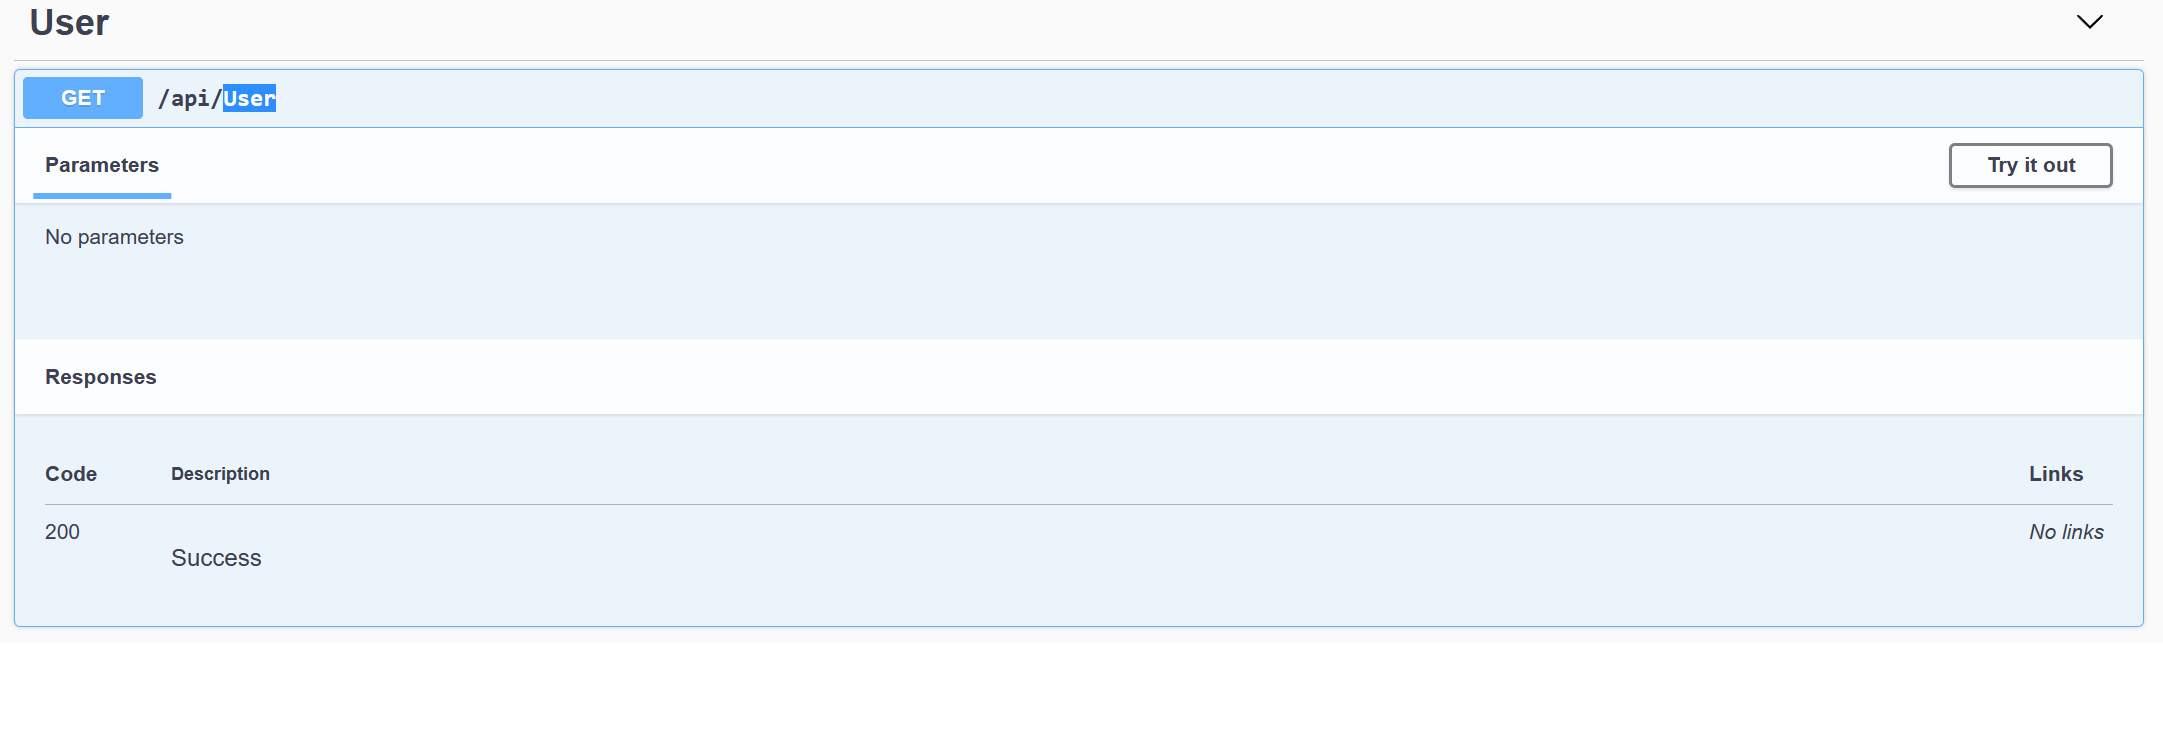 User
GET /api/User
Parameters Try it out
No parameters
Responses
Code Description Links
200 No links
Success